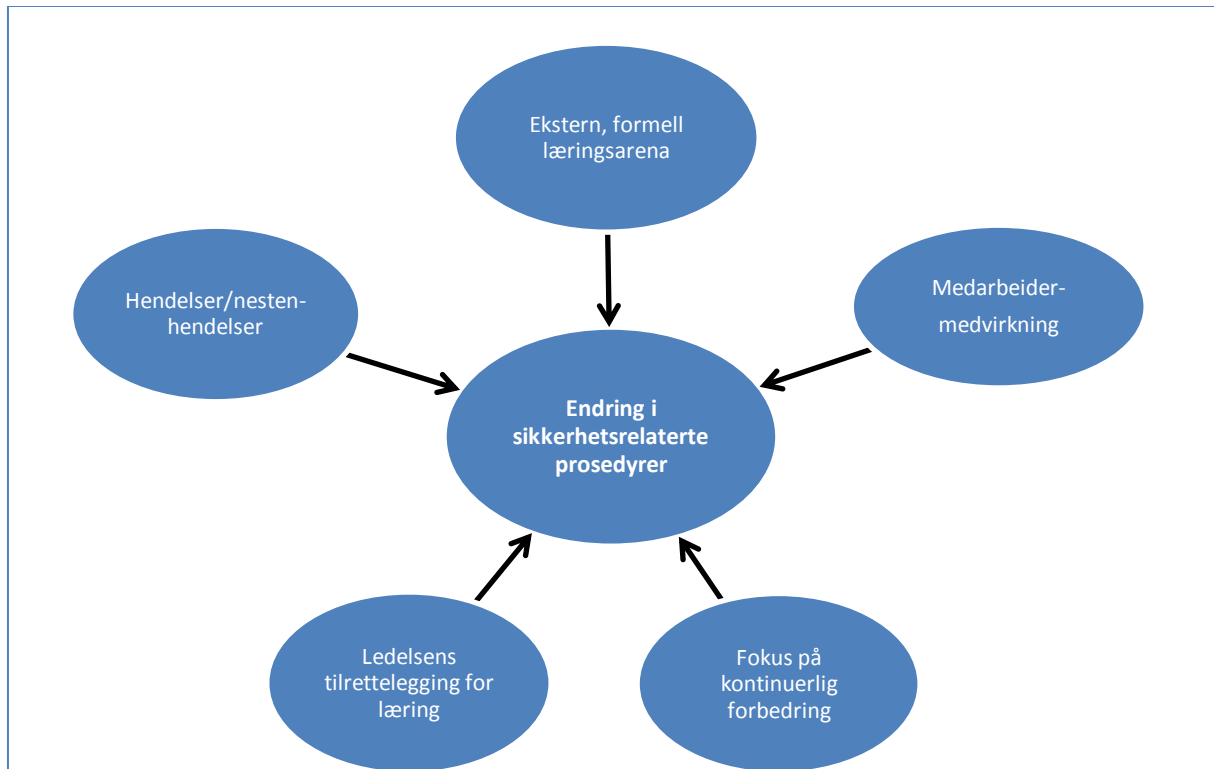 Ekstern, formell
læringsarena
Hendelser/nesten-
hendelser
Medarbeider-
medvirkning
Endring i
sikkerhetsrelaterte
prosedyrer
Ledelsens
tilrettelegging for
læring
Fokus på
kontinuerlig
forbedring